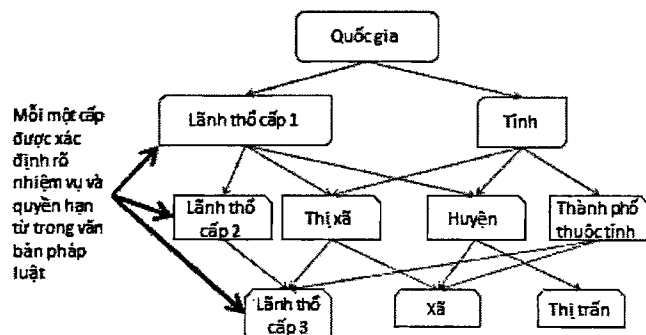 Quốc gia
Mỗi một cấp
được xác
định rõ
nhiệm vụ và
quyền hạn
từ trong văn
bản pháp
luật
Lãnh thổ cấp 1
Tỉnh
Lãnh thổ
cấp 2
Thị xã
Huyện
Thành phố
thuộc tỉnh
Lãnh thổ
cấp 3
Xã
Thị trấn